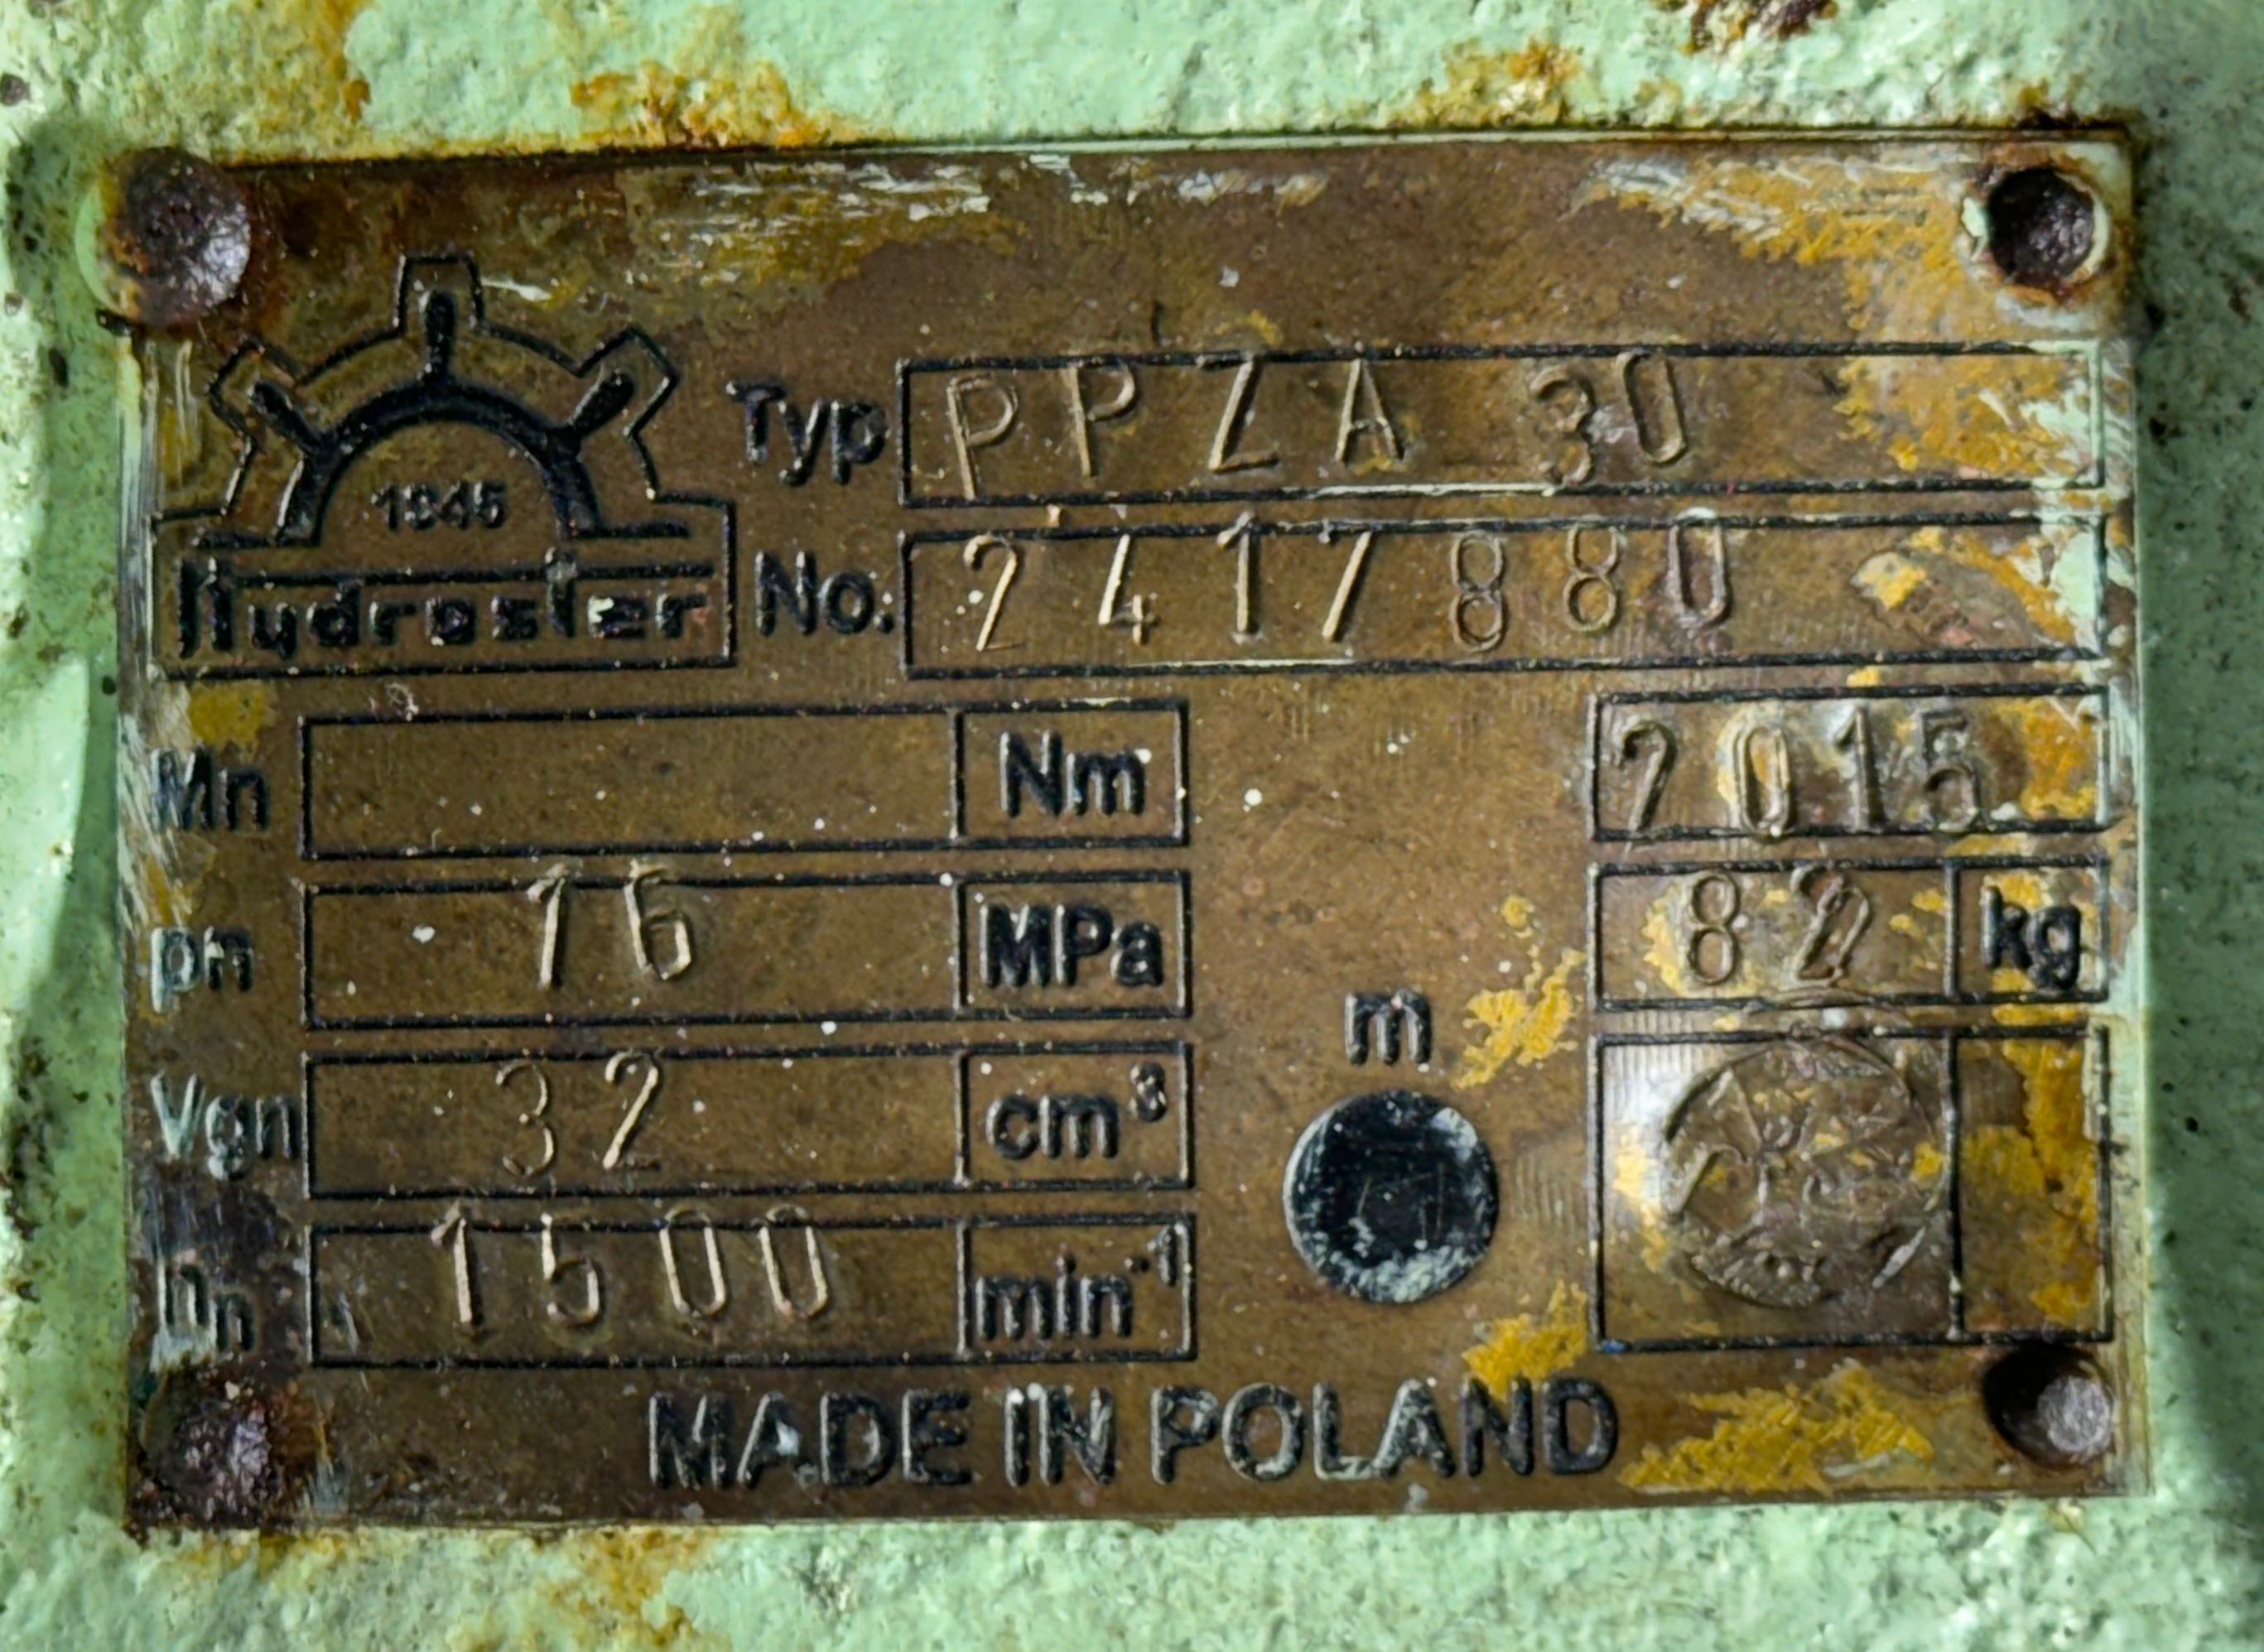 Typ PPZA 30
1945
Hydroster
No. 2417880
Mn Nm 2015
pn 16 MPa 82 kg
m
Vgn 32 cm³
nn 1500 min⁻¹
MADE IN POLAND